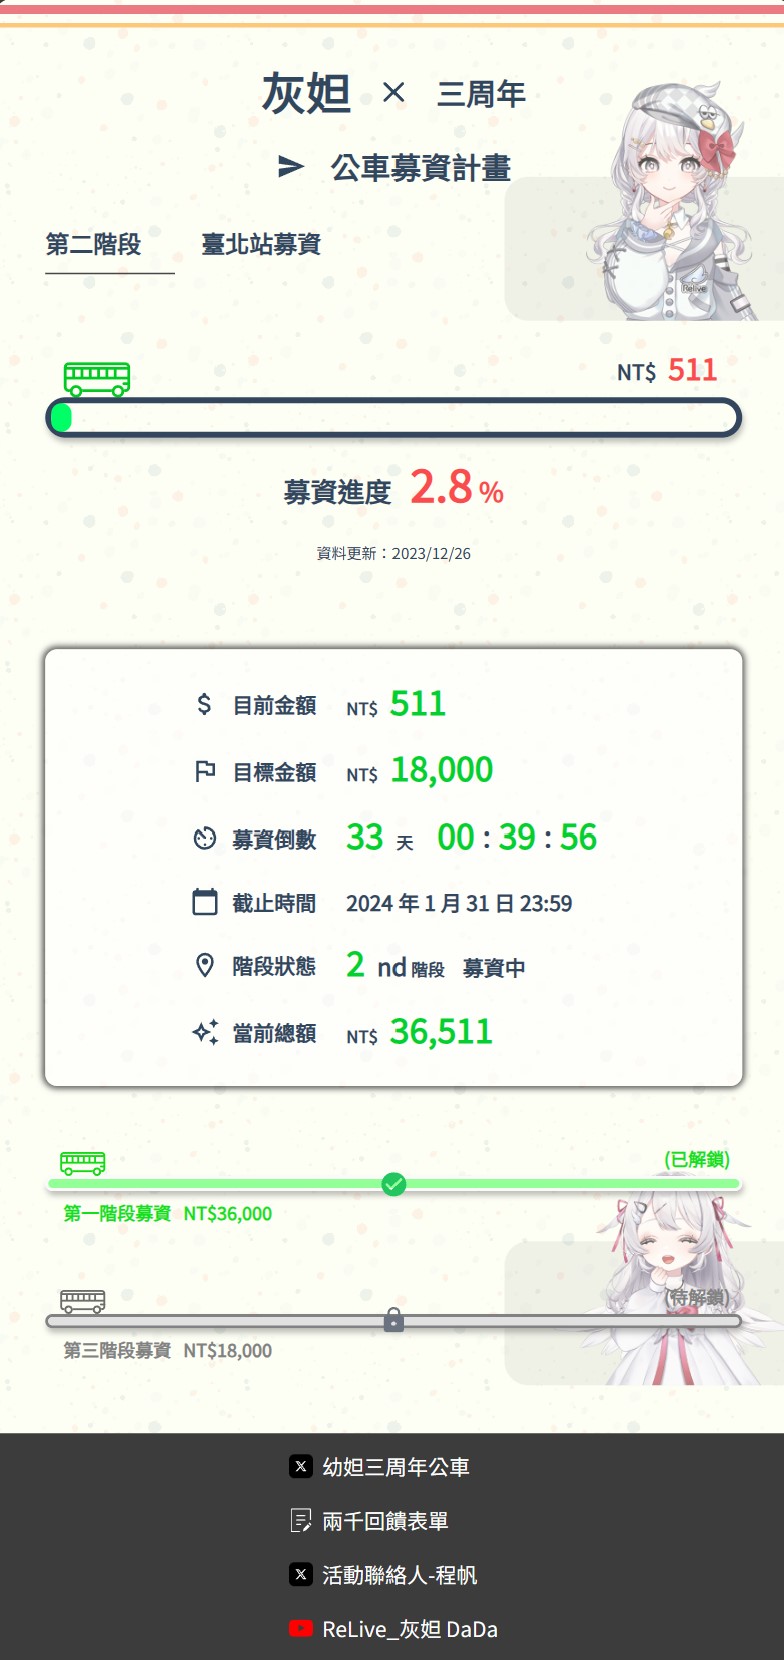 灰妲 × 三周年
公車募資計畫
第二階段 臺北站募資
Relive
NT$ 511
募資進度 2.8 %
資料更新：2023/12/26
目前金額 NT$ 511
目標金額 NT$ 18,000
募資倒數 33 天 00 : 39 : 56
截止時間 2024 年 1 月 31 日 23:59
階段狀態 2 nd 階段 募資中
當前總額 NT$ 36,511
(已解鎖)
第一階段募資 NT$36,000
(待解鎖)
第三階段募資 NT$18,000
幼妲三周年公車
兩千回饋表單
活動聯絡人-程帆
ReLive_灰妲 DaDa